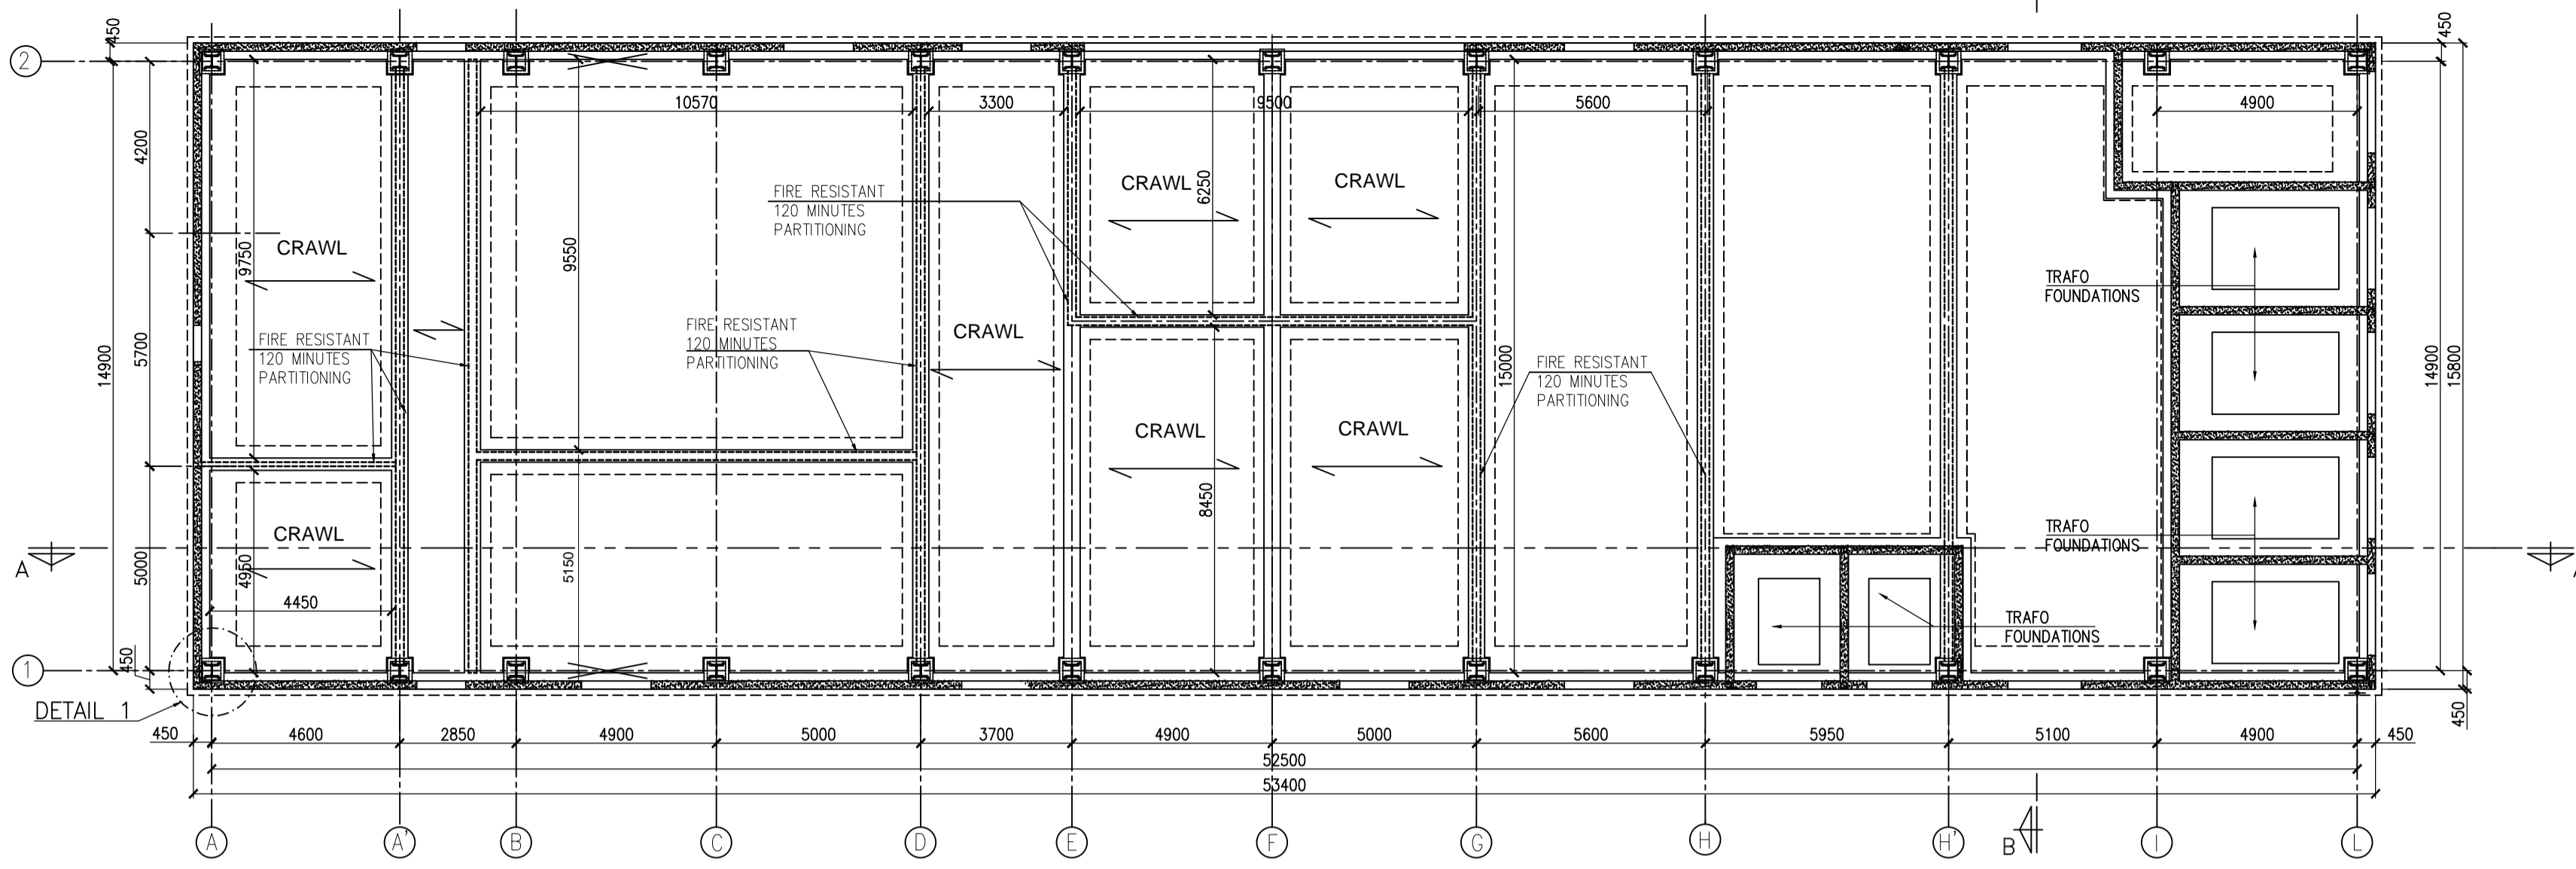 450
450
2
10570
3300
19500
5600
4900
4200
FIRE RESISTANT
120 MINUTES
PARTITIONING
CRAWL
6250
CRAWL
CRAWL
9750
9550
TRAFO
FOUNDATIONS
CRAWL
FIRE RESISTANT
120 MINUTES
PARTITIONING
FIRE RESISTANT
120 MINUTES
PARTITIONING
FIRE RESISTANT
120 MINUTES
PARTITIONING
14900
5700
15000
14900
15800
CRAWL
CRAWL
8450
CRAWL
TRAFO
FOUNDATIONS
A
5000
4950
5150
4450
TRAFO
FOUNDATIONS
1
450
DETAIL 1
450
450
4600
2850
4900
5000
3700
4900
5000
5600
5950
5100
4900
450
52500
53400
A
A'
B
C
D
E
F
G
H
H'
B
I
L